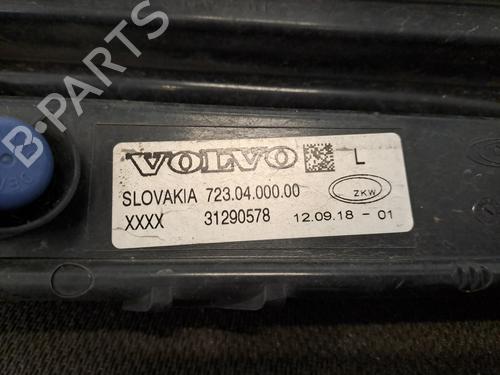 B-PARTS
VOLVO L
SLOVAKIA 723.04.000.00 ZKW
XXXX 31290578 12.09.18 - 01